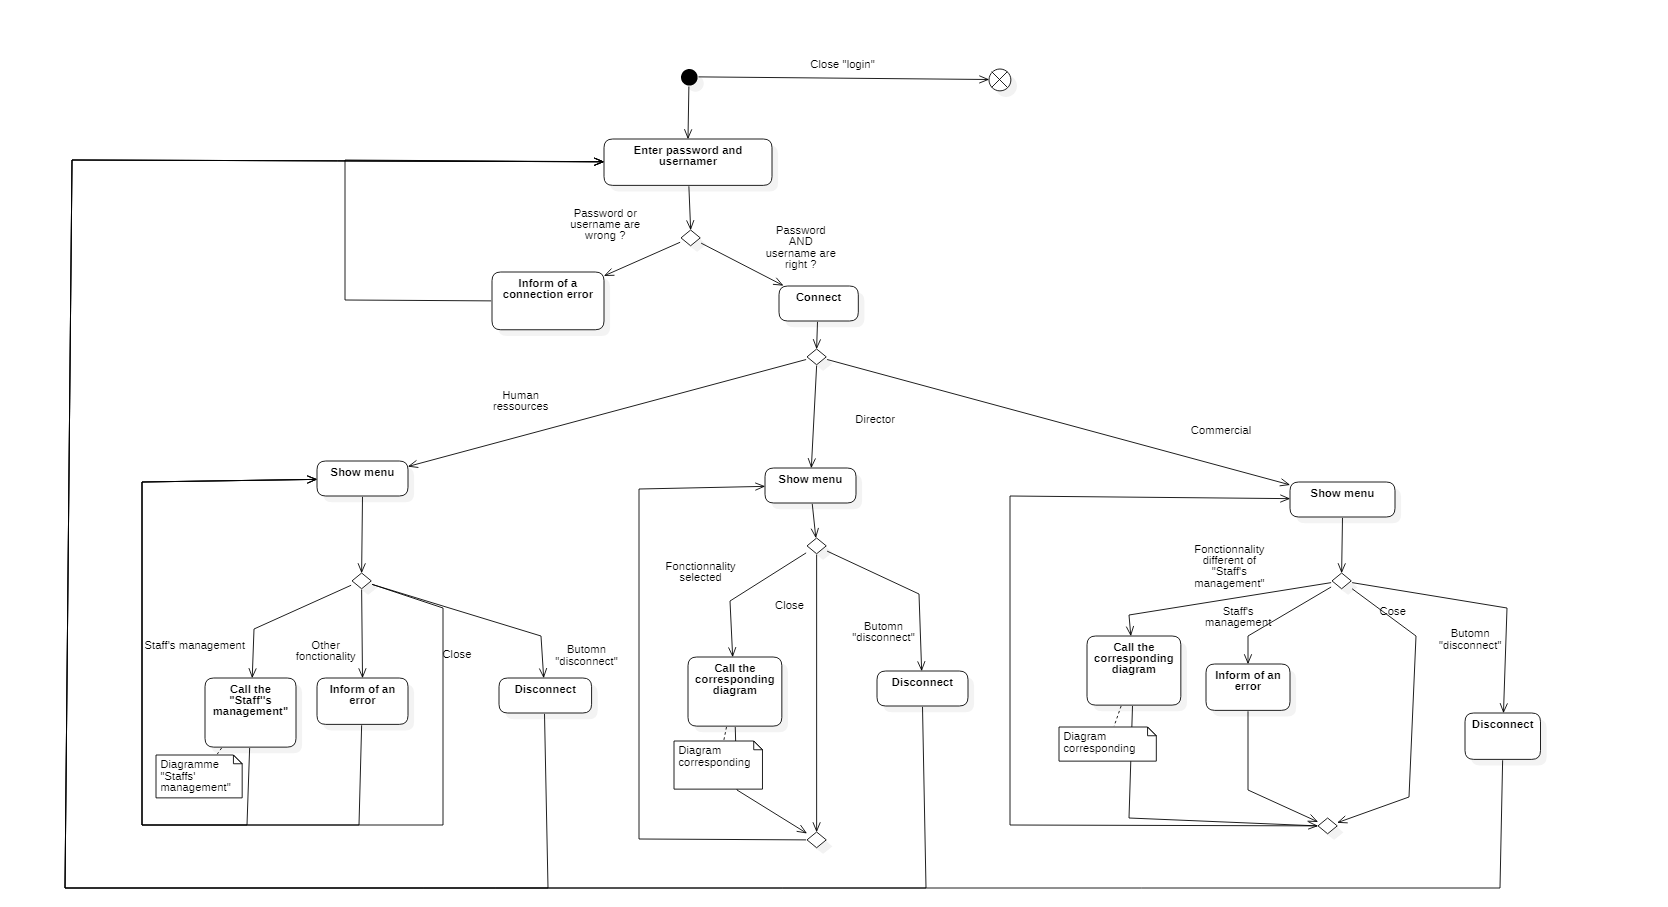 Close "login"
Enter password and
usernamer
Password or
username are
wrong ?
Password
AND
username are
right ?
Inform of a
connection error
Connect
Human
ressources
Director
Commercial
Show menu
Show menu
Show menu
Fonctionnality
selected
Fonctionnality
different of
"Staff's
management"
Close
Staff's
management
Cose
Butomn
"disconnect"
Butomn
"disconnect"
Staff's management
Other
fonctionality
Close
Butomn
"disconnect"
Call the
"Staff"s
management"
Inform of an
error
Disconnect
Call the
corresponding
diagram
Disconnect
Call the
corresponding
diagram
Inform of an
error
Disconnect
Diagramme
"Staffs'
management"
Diagram
corresponding
Diagram
corresponding